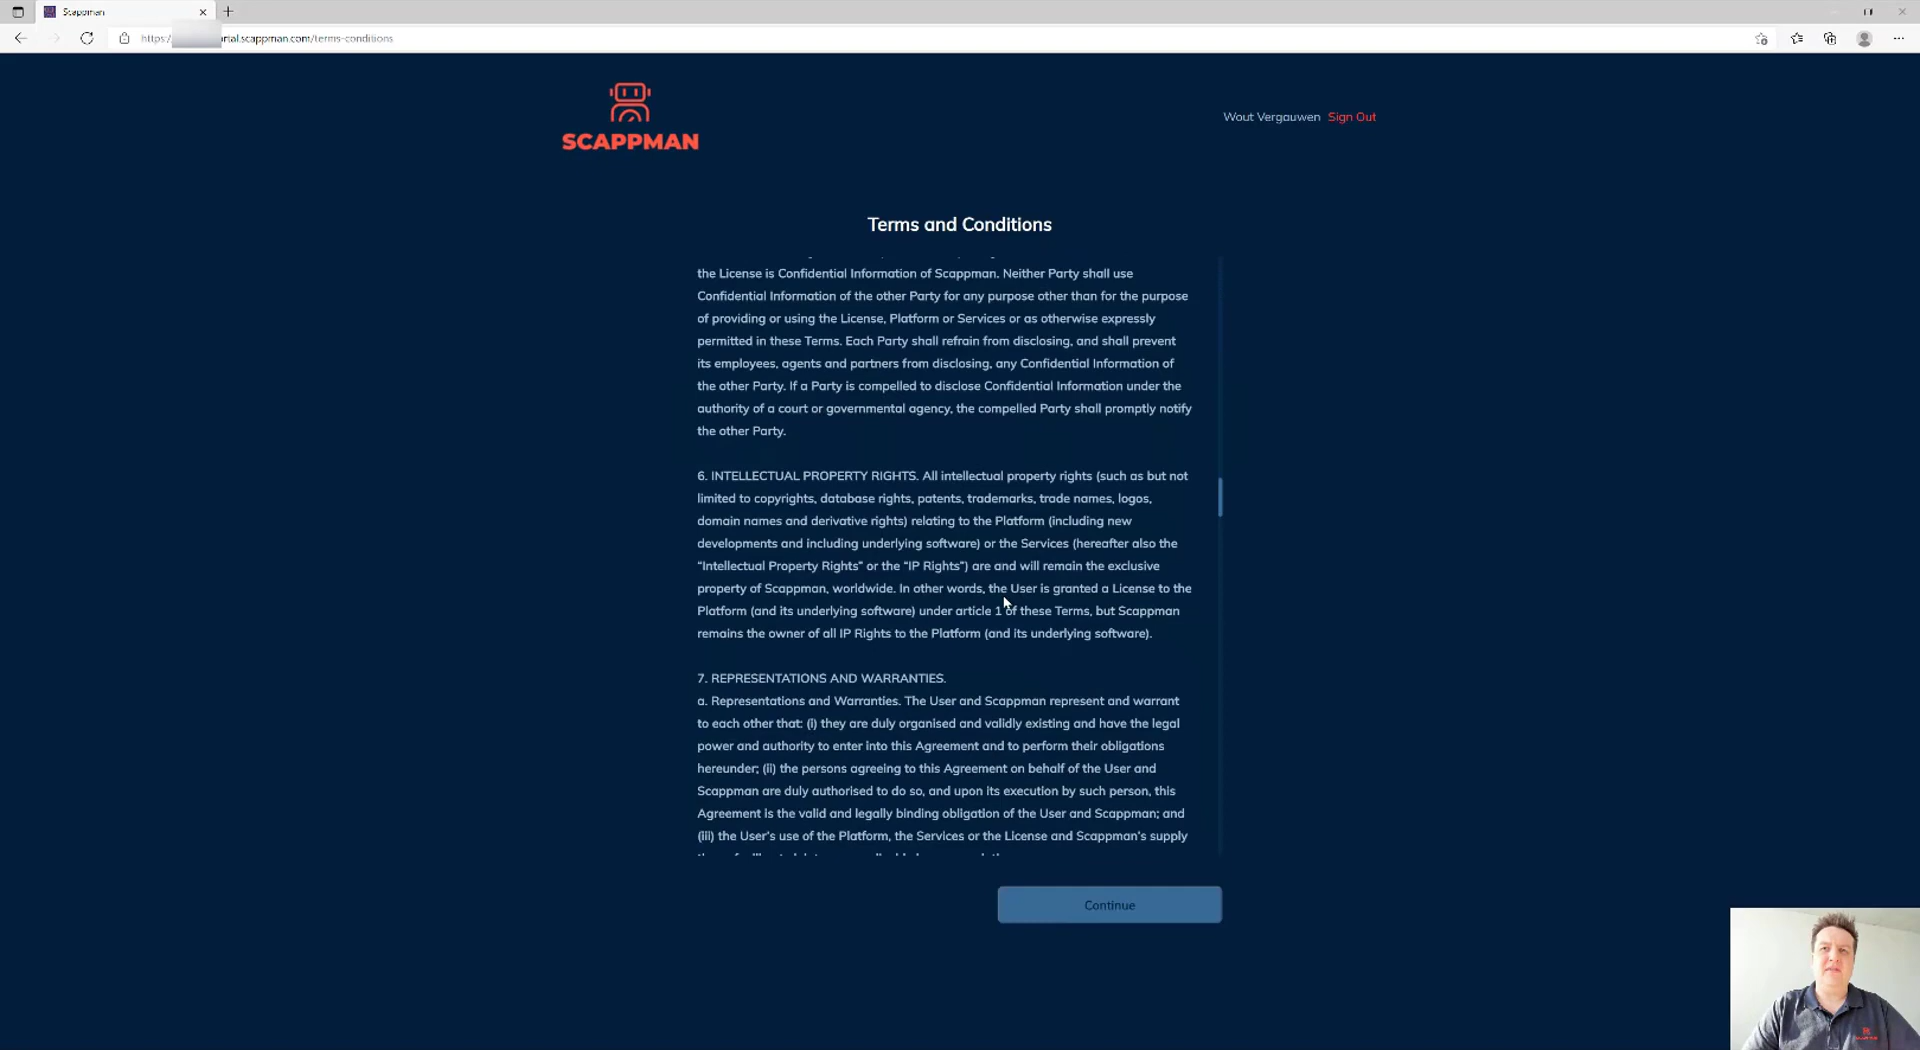 Scappman
https:/
rtal.scappman.com/terms-conditions
SCAPPMAN
Wout Vergauwen Sign Out
Terms and Conditions
the License is Confidential Information of Scappman. Neither Party shall use
Confidential Information of the other Party for any purpose other than for the purpose
of providing or using the License, Platform or Services or as otherwise expressly
permitted in these Terms. Each Party shall refrain from disclosing, and shall prevent
its employees, agents and partners from disclosing, any Confidential Information of
the other Party. If a Party is compelled to disclose Confidential Information under the
authority of a court or governmental agency, the compelled Party shall promptly notify
the other Party.
6. INTELLECTUAL PROPERTY RIGHTS. All intellectual property rights (such as but not
limited to copyrights, database rights, patents, trademarks, trade names, logos,
domain names and derivative rights) relating to the Platform (including new
developments and including underlying software) or the Services (hereafter also the
“Intellectual Property Rights” or the “IP Rights”) are and will remain the exclusive
property of Scappman, worldwide. In other words, the User is granted a License to the
Platform (and its underlying software) under article 1 of these Terms, but Scappman
remains the owner of all IP Rights to the Platform (and its underlying software).
7. REPRESENTATIONS AND WARRANTIES.
a. Representations and Warranties. The User and Scappman represent and warrant
to each other that: (i) they are duly organised and validly existing and have the legal
power and authority to enter into this Agreement and to perform their obligations
hereunder; (ii) the persons agreeing to this Agreement on behalf of the User and
Scappman are duly authorised to do so, and upon its execution by such person, this
Agreement is the valid and legally binding obligation of the User and Scappman; and
(iii) the User's use of the Platform, the Services or the License and Scappman's supply
Continue